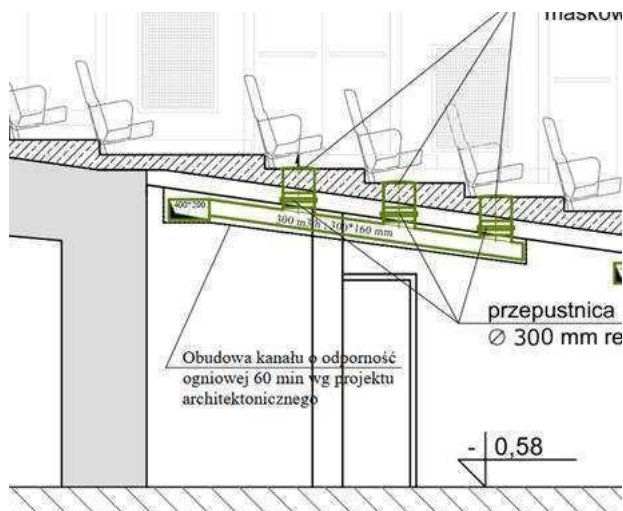 maskow
400*200
300 m3/h ; 300*160 mm
przepustnica
Ø 300 mm re
Obudowa kanału o odporność
ogniowej 60 min wg projektu
architektonicznego
- 0,58